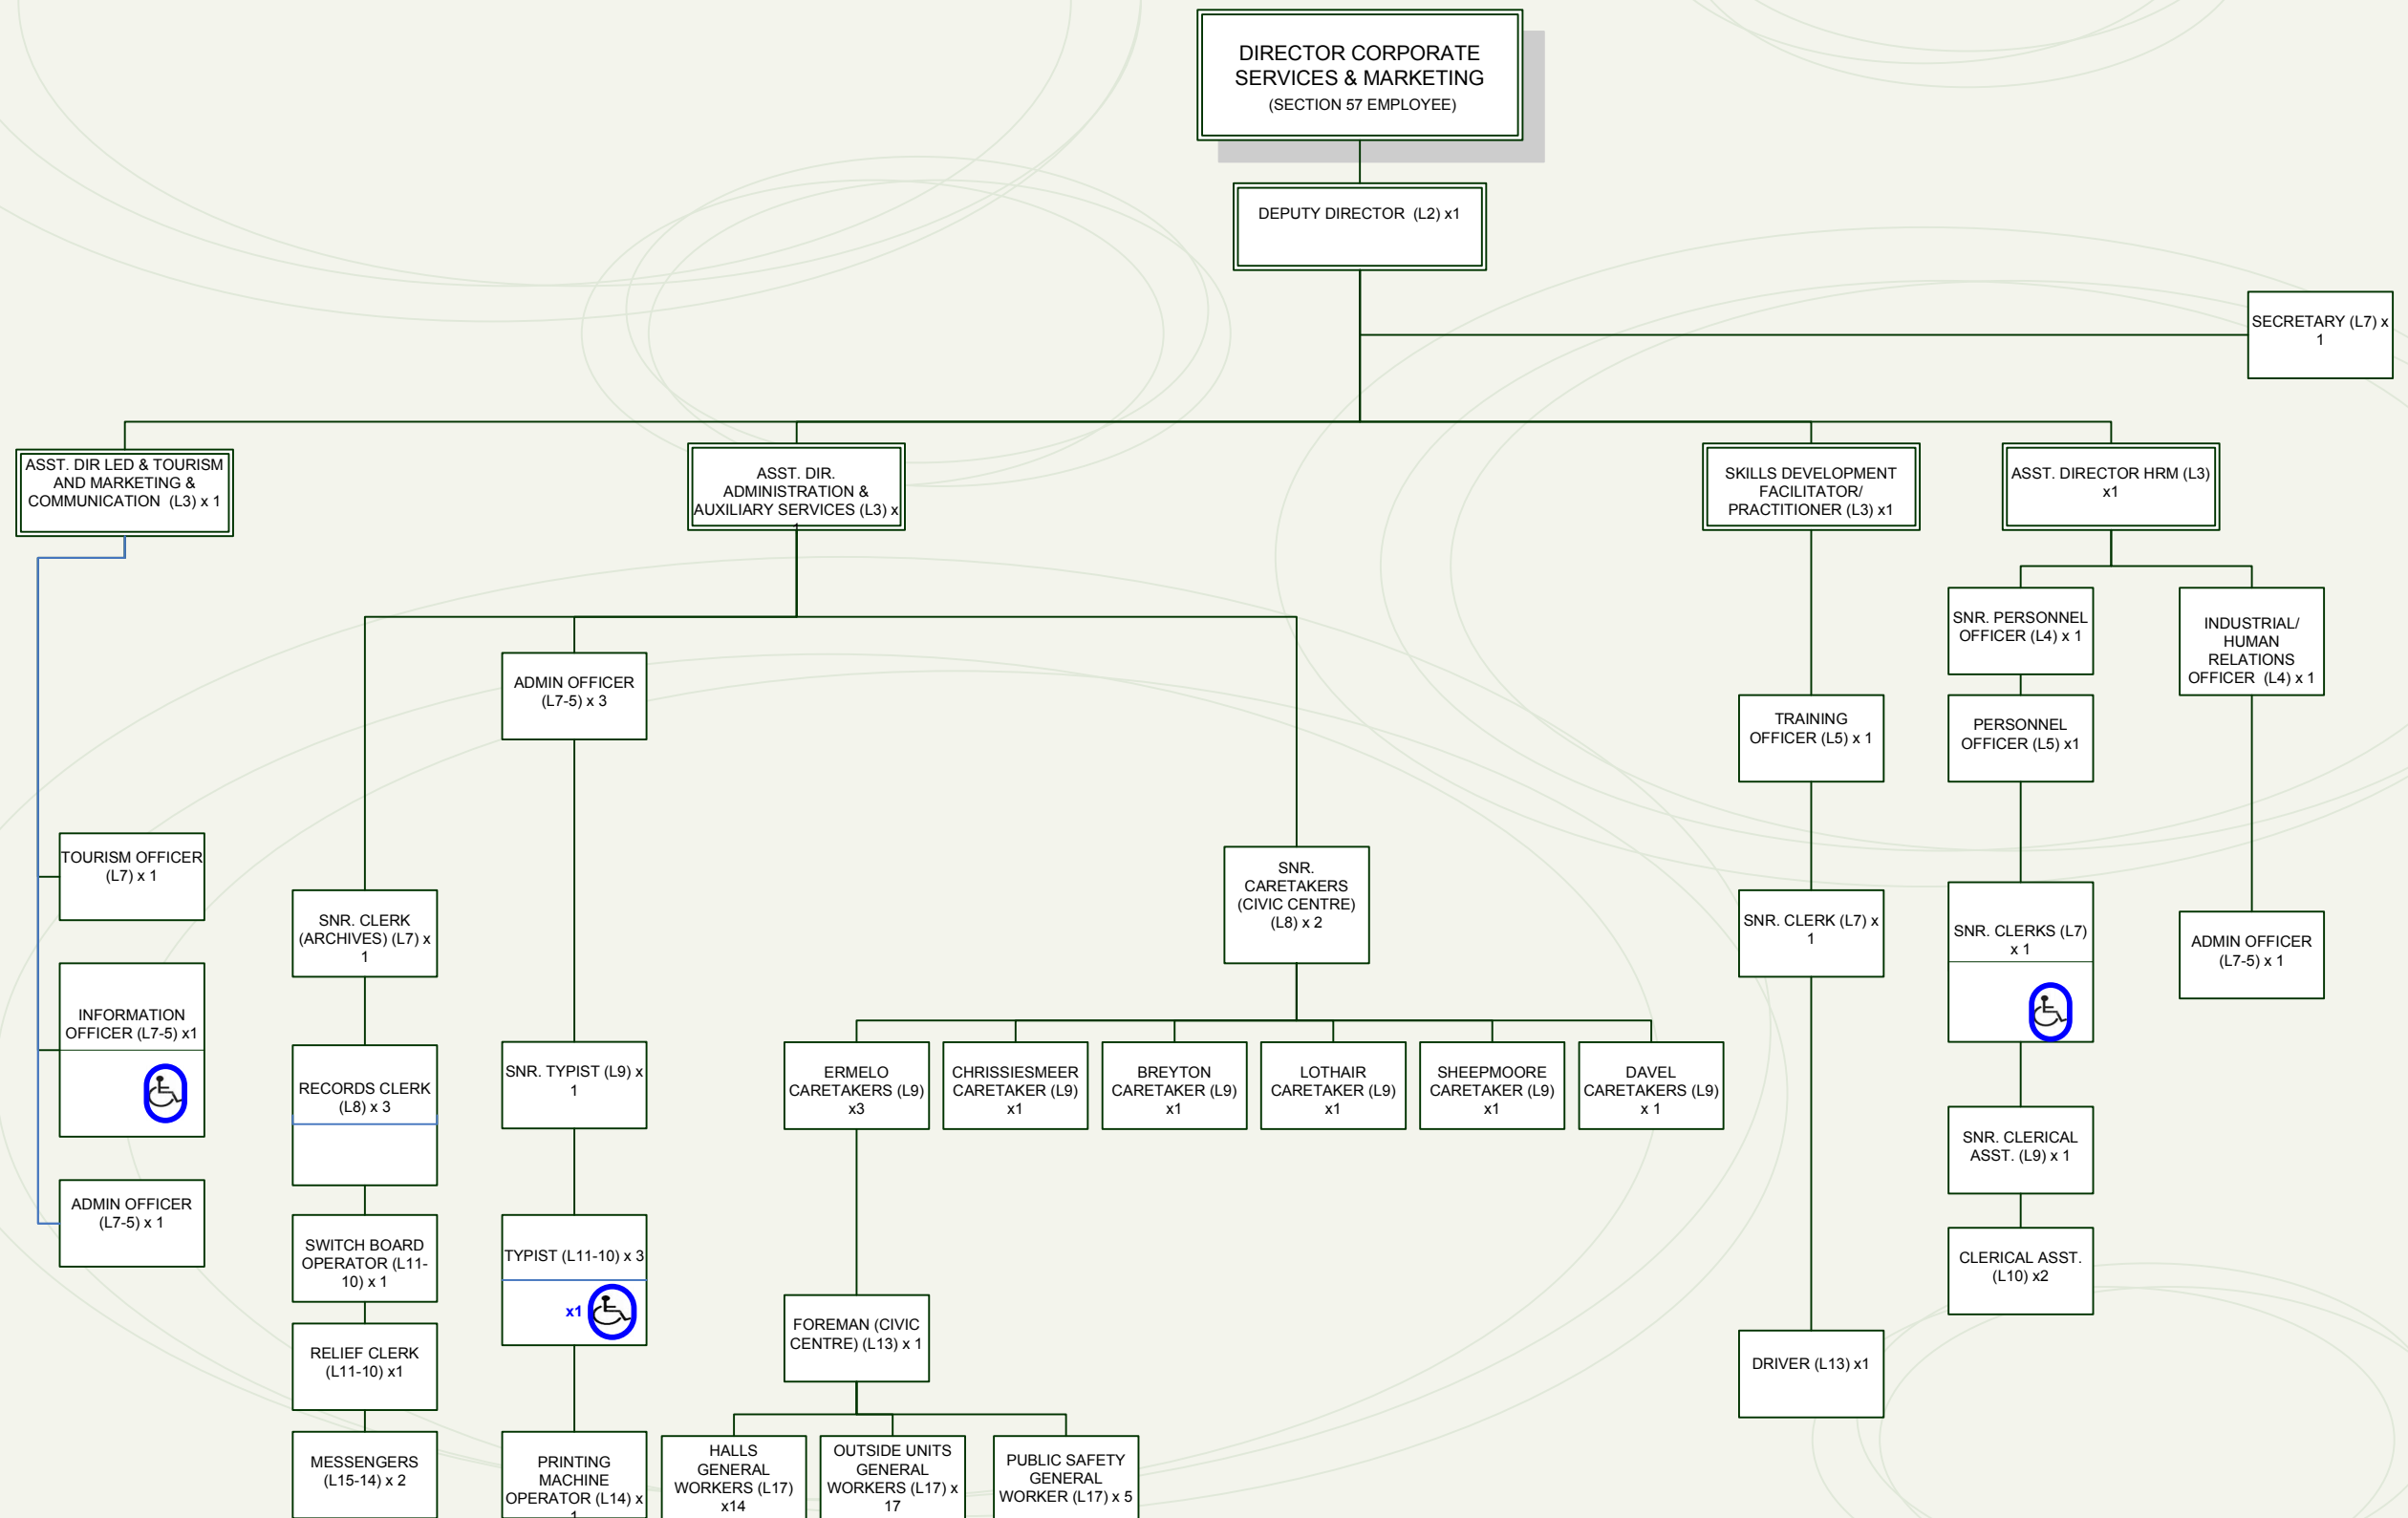 DIRECTOR CORPORATE
SERVICES & MARKETING
(SECTION 57 EMPLOYEE)
DEPUTY DIRECTOR (L2) x1
SECRETARY (L7) x
1
ASST. DIR LED & TOURISM
AND MARKETING &
COMMUNICATION (L3) x 1
ASST. DIR.
ADMINISTRATION &
AUXILIARY SERVICES (L3) x
1
SKILLS DEVELOPMENT
FACILITATOR/
PRACTITIONER (L3) x1
ASST. DIRECTOR HRM (L3)
x1
TOURISM OFFICER
(L7) x 1
INFORMATION
OFFICER (L7-5) x1
ADMIN OFFICER
(L7-5) x 1
SNR. CLERK
(ARCHIVES) (L7) x
1
RECORDS CLERK
(L8) x 3
SWITCH BOARD
OPERATOR (L11-
10) x 1
RELIEF CLERK
(L11-10) x1
MESSENGERS
(L15-14) x 2
ADMIN OFFICER
(L7-5) x 3
SNR. TYPIST (L9) x
1
TYPIST (L11-10) x 3
x1
PRINTING
MACHINE
OPERATOR (L14) x
1
SNR.
CARETAKERS
(CIVIC CENTRE)
(L8) x 2
ERMELO
CARETAKERS (L9)
x3
CHRISSIESMEER
CARETAKER (L9)
x1
BREYTON
CARETAKER (L9)
x1
LOTHAIR
CARETAKER (L9)
x1
SHEEPMOORE
CARETAKER (L9)
x1
DAVEL
CARETAKERS (L9)
x 1
FOREMAN (CIVIC
CENTRE) (L13) x 1
HALLS
GENERAL
WORKERS (L17)
x14
OUTSIDE UNITS
GENERAL
WORKERS (L17) x
17
PUBLIC SAFETY
GENERAL
WORKER (L17) x 5
TRAINING
OFFICER (L5) x 1
SNR. CLERK (L7) x
1
DRIVER (L13) x1
SNR. PERSONNEL
OFFICER (L4) x 1
PERSONNEL
OFFICER (L5) x1
SNR. CLERKS (L7)
x 1
SNR. CLERICAL
ASST. (L9) x 1
CLERICAL ASST.
(L10) x2
INDUSTRIAL/
HUMAN
RELATIONS
OFFICER (L4) x 1
ADMIN OFFICER
(L7-5) x 1